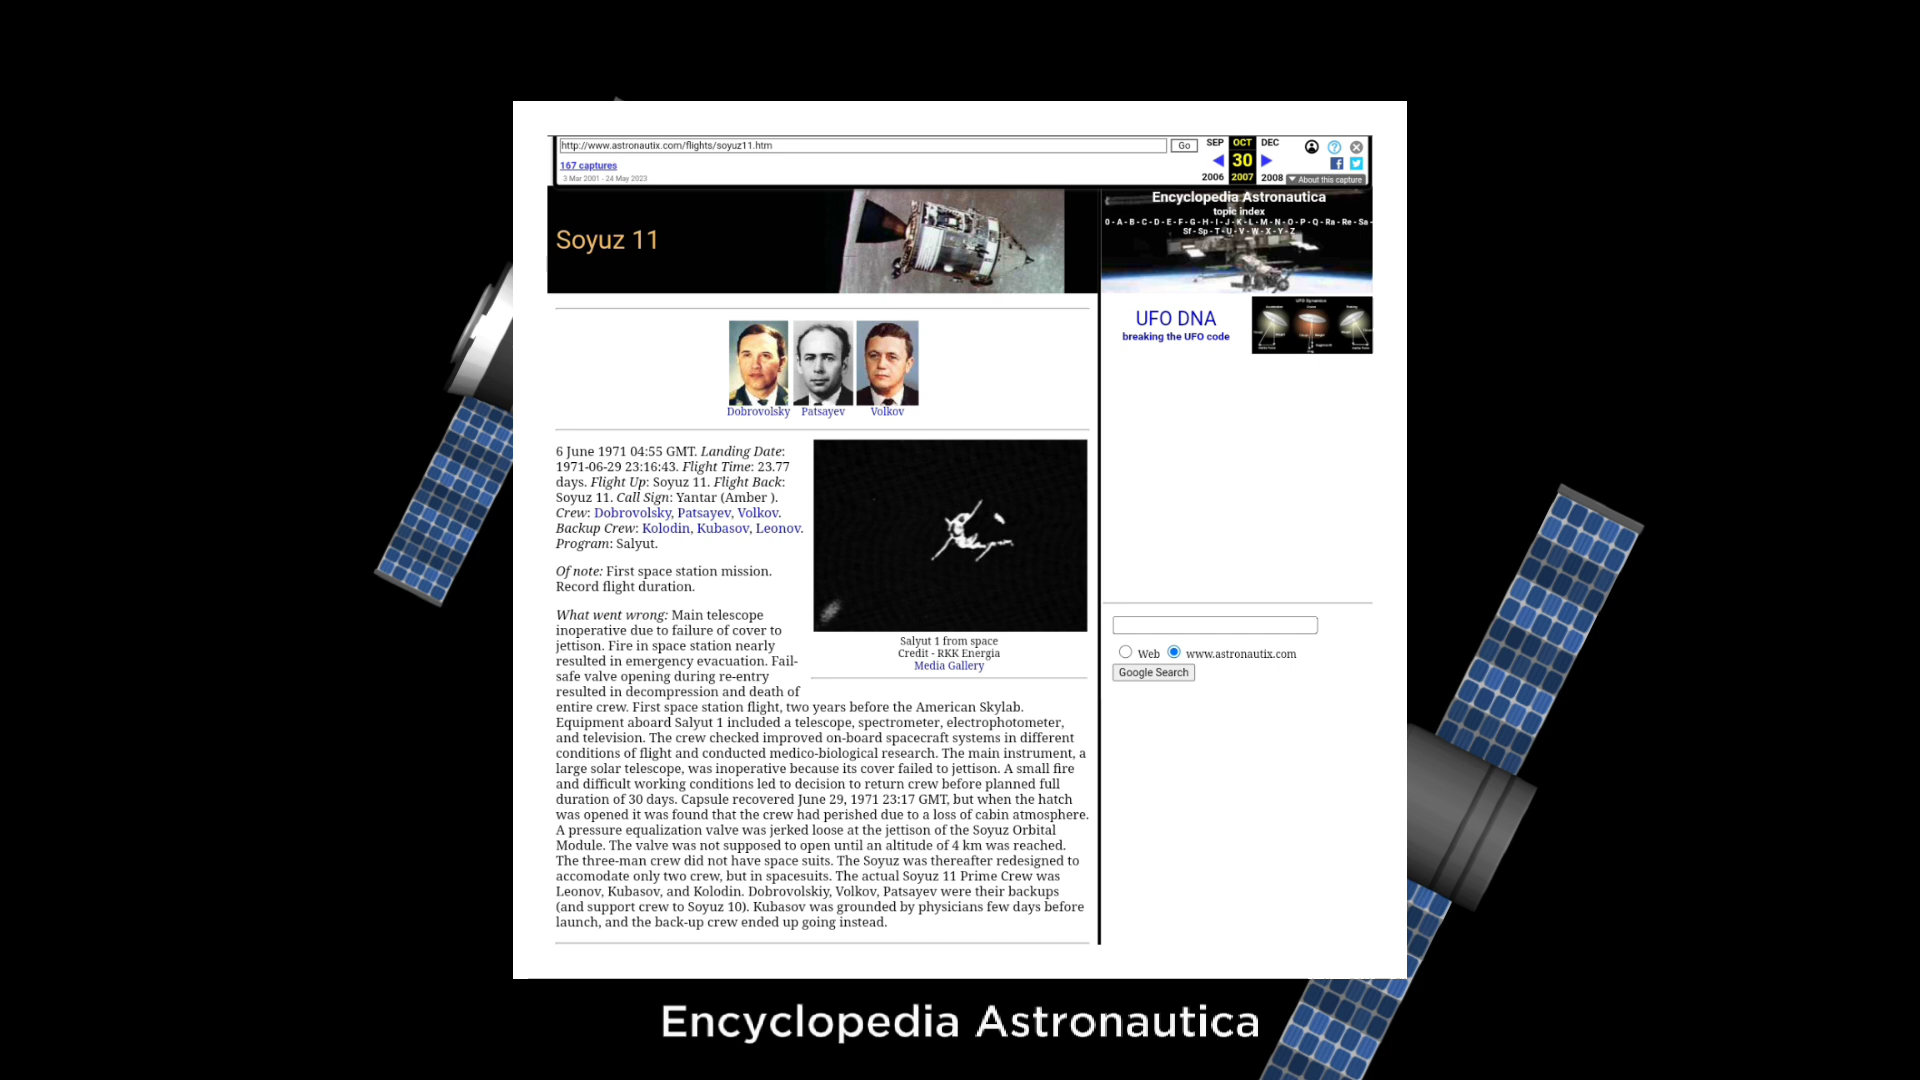 http://www.astronautix.com/flights/soyuz11.htm
Go
SEP OCT DEC
30
2006 2007 2008
167 captures
3 Mar 2001 - 24 May 2023
About this capture
Soyuz 11
Encyclopedia Astronautica
topic index
0 - A - B - C - D - E - F - G - H - I - J - K - L - M - N - O - P - Q - Ra - Re - Sa -
Sf - Sp - T - U - V - W - X - Y - Z
UFO DNA
breaking the UFO code
UFO Dynamics
Dobrovolsky Patsayev Volkov
6 June 1971 04:55 GMT. Landing Date:
1971-06-29 23:16:43. Flight Time: 23.77
days. Flight Up: Soyuz 11. Flight Back:
Soyuz 11. Call Sign: Yantar (Amber ).
Crew: Dobrovolsky, Patsayev, Volkov.
Backup Crew: Kolodin, Kubasov, Leonov.
Program: Salyut.
Of note: First space station mission.
Record flight duration.
What went wrong: Main telescope
inoperative due to failure of cover to
jettison. Fire in space station nearly
resulted in emergency evacuation. Fail-
safe valve opening during re-entry
resulted in decompression and death of
entire crew. First space station flight, two years before the American Skylab.
Equipment aboard Salyut 1 included a telescope, spectrometer, electrophotometer,
and television. The crew checked improved on-board spacecraft systems in different
conditions of flight and conducted medico-biological research. The main instrument, a
large solar telescope, was inoperative because its cover failed to jettison. A small fire
and difficult working conditions led to decision to return crew before planned full
duration of 30 days. Capsule recovered June 29, 1971 23:17 GMT, but when the hatch
was opened it was found that the crew had perished due to a loss of cabin atmosphere.
A pressure equalization valve was jerked loose at the jettison of the Soyuz Orbital
Module. The valve was not supposed to open until an altitude of 4 km was reached.
The three-man crew did not have space suits. The Soyuz was thereafter redesigned to
accomodate only two crew, but in spacesuits. The actual Soyuz 11 Prime Crew was
Leonov, Kubasov, and Kolodin. Dobrovolskiy, Volkov, Patsayev were their backups
(and support crew to Soyuz 10). Kubasov was grounded by physicians few days before
launch, and the back-up crew ended up going instead.
Salyut 1 from space
Credit - RKK Energia
Media Gallery
Web www.astronautix.com
Google Search
Encyclopedia Astronautica